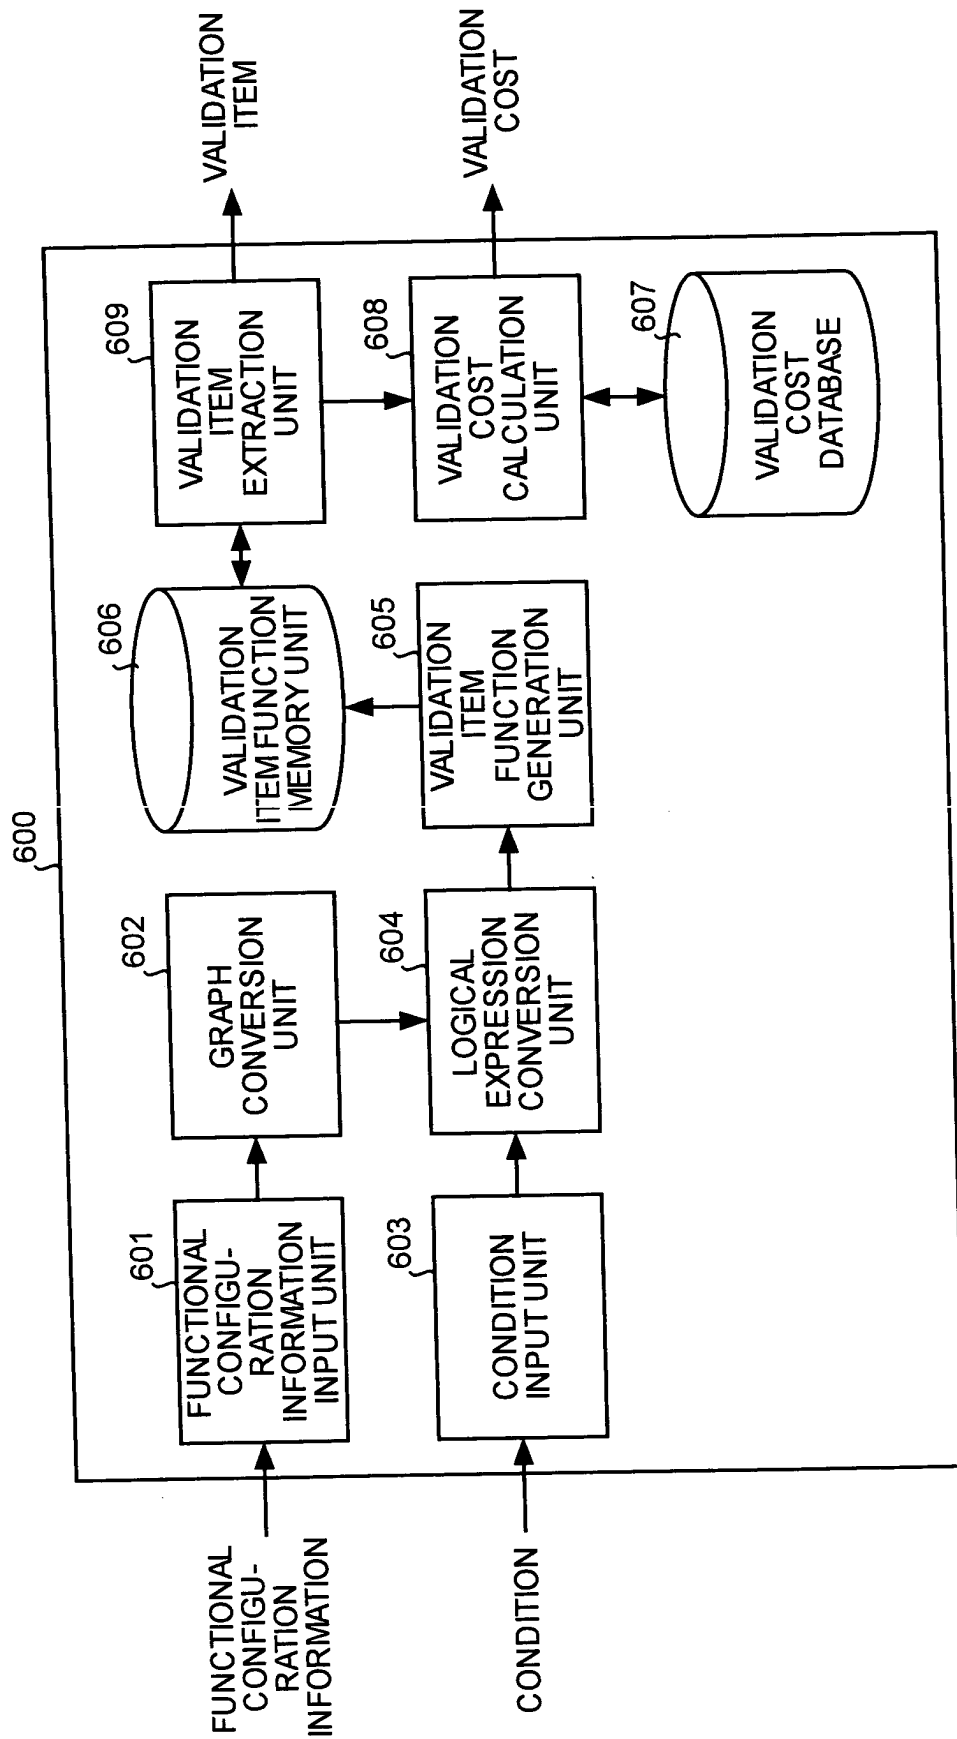 600
FUNCTIONAL
CONFIGU-
RATION
INFORMATION
601
FUNCTIONAL
CONFIGU-
RATION
INFORMATION
INPUT UNIT
602
GRAPH
CONVERSION
UNIT
606
VALIDATION
ITEM FUNCTION
MEMORY UNIT
609
VALIDATION
ITEM
EXTRACTION
UNIT
VALIDATION
ITEM
CONDITION
603
CONDITION
INPUT UNIT
604
LOGICAL
EXPRESSION
CONVERSION
UNIT
605
VALIDATION
ITEM
FUNCTION
GENERATION
UNIT
608
VALIDATION
COST
CALCULATION
UNIT
VALIDATION
COST
607
VALIDATION
COST
DATABASE